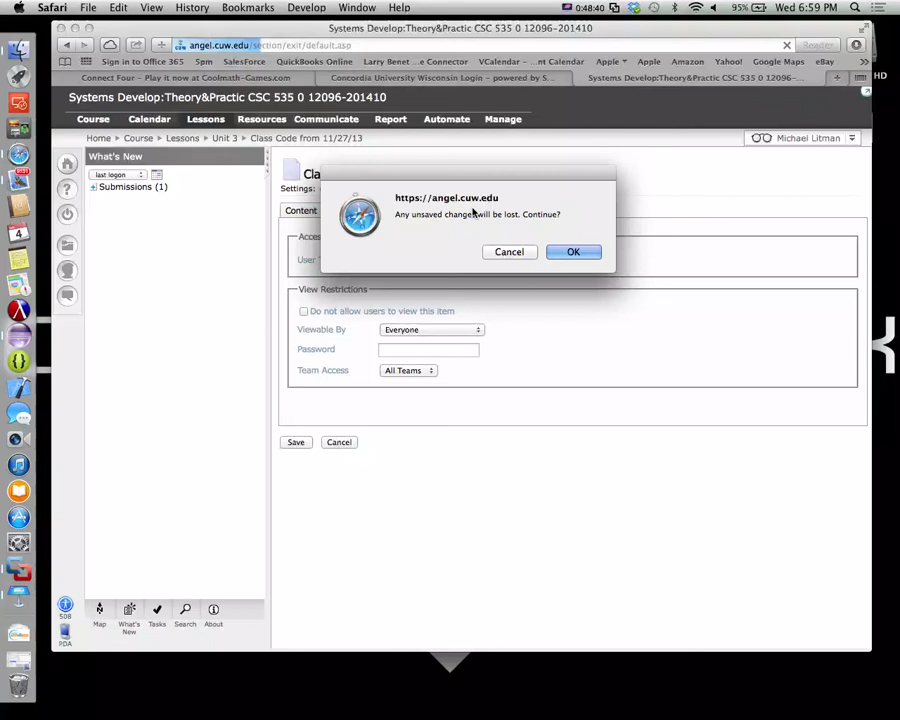 Safari File Edit View History Bookmarks Develop Window Help 0:48:40 95% Wed 6:59 PM
Systems Develop:Theory&Practic CSC 535 0 12096-201410
angel.cuw.edu/section/exit/default.asp Reader
Sign in to Office 365 5pm SalesForce QuickBooks Online Larry Benet ...e Connector VCalendar – ...rt Calendar Apple Apple Amazon Yahoo! Google Maps eBay
Connect Four - Play it now at Coolmath-Games.com Concordia University Wisconsin Login – powered by S... Systems Develop:Theory&Practic CSC 535 0 12096-...
HD
Systems Develop:Theory&Practic CSC 535 0 12096-201410
Course Calendar Lessons Resources Communicate Report Automate Manage
Home › Course › Lessons › Unit 3 › Class Code from 11/27/13 Michael Litman
What's New
last logon
Submissions (1)
Cla
Settings:
Content
Acces
User
https://angel.cuw.edu
Any unsaved changes will be lost. Continue?
Cancel OK
View Restrictions
Do not allow users to view this item
Viewable By Everyone
Password
Team Access All Teams
Save Cancel
508
PDA
Map What's New Tasks Search About